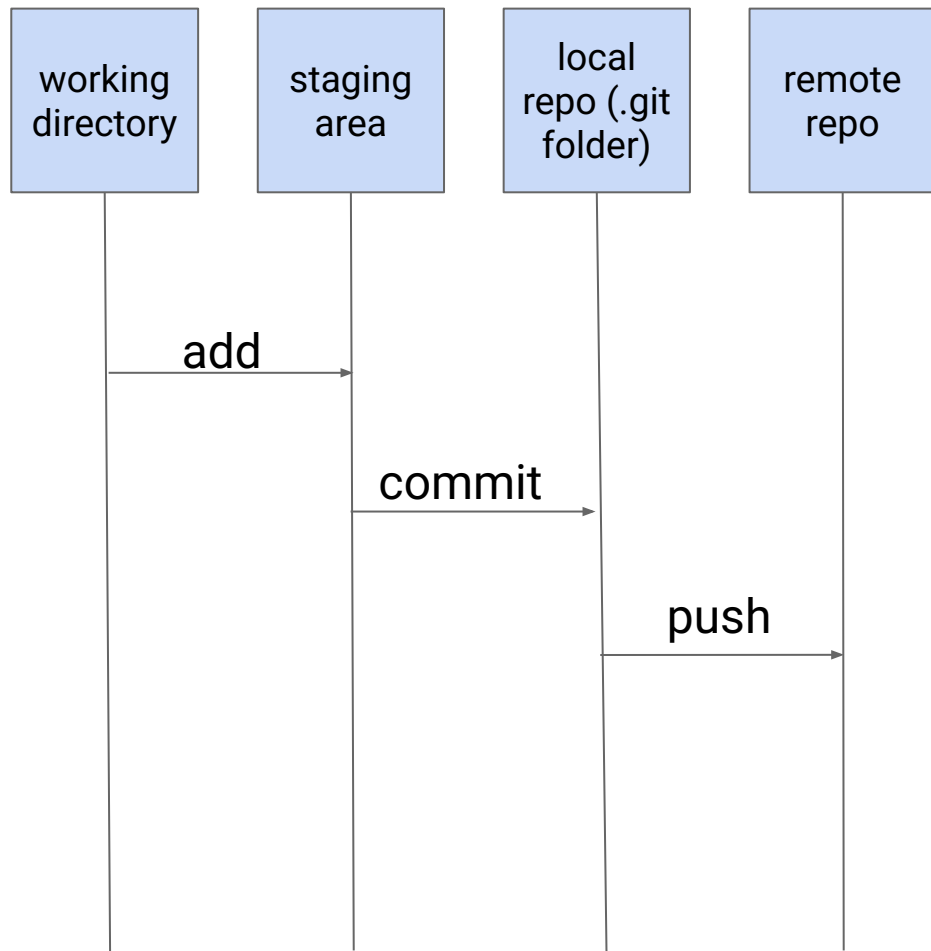 working
directory
staging
area
local
repo (.git
folder)
remote
repo
add
commit
push